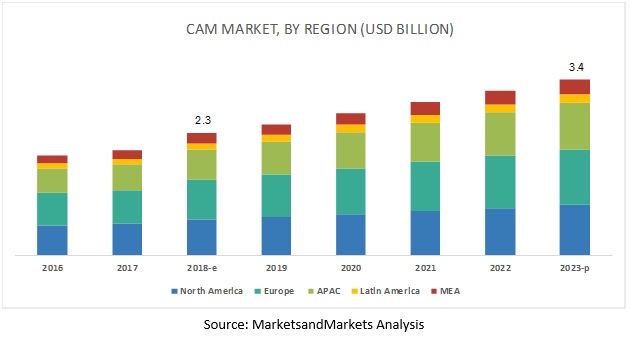 CAM MARKET, BY REGION (USD BILLION)
3.4
2.3
2016 2017 2018-e 2019 2020 2021 2022 2023-p
North America Europe APAC Latin America MEA
Source: MarketsandMarkets Analysis